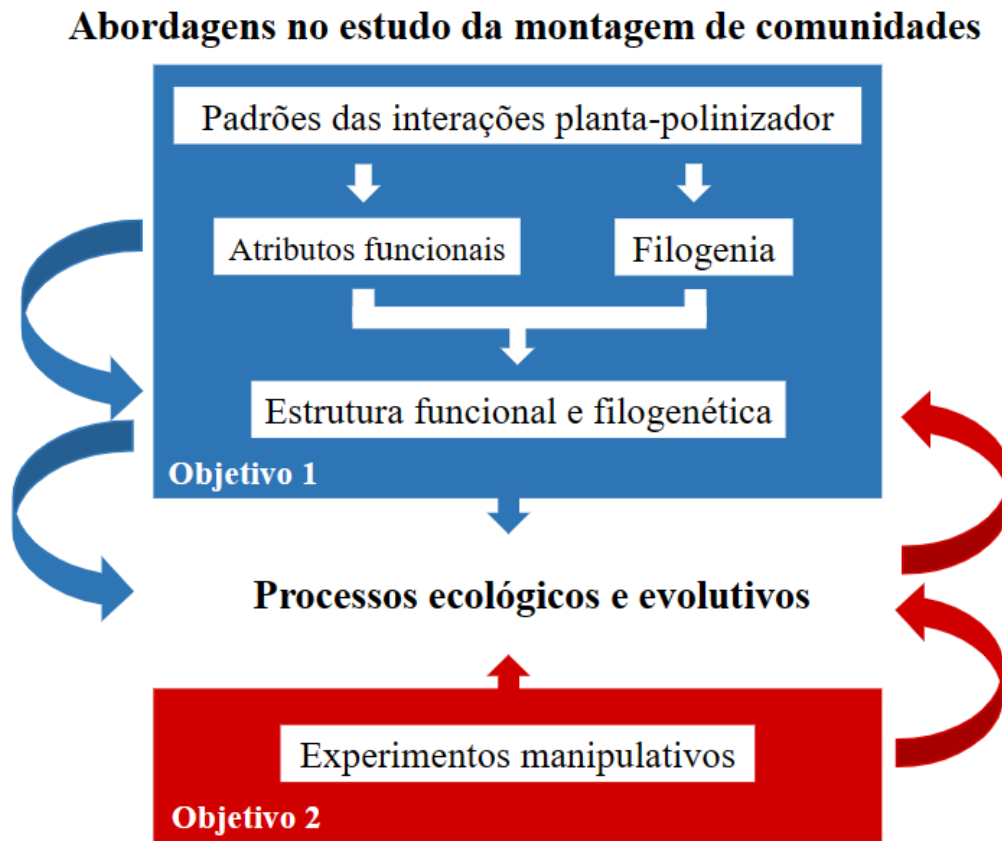 Abordagens no estudo da montagem de comunidades
Padrões das interações planta-polinizador
Atributos funcionais
Filogenia
Estrutura funcional e filogenética
Objetivo 1
Processos ecológicos e evolutivos
Experimentos manipulativos
Objetivo 2